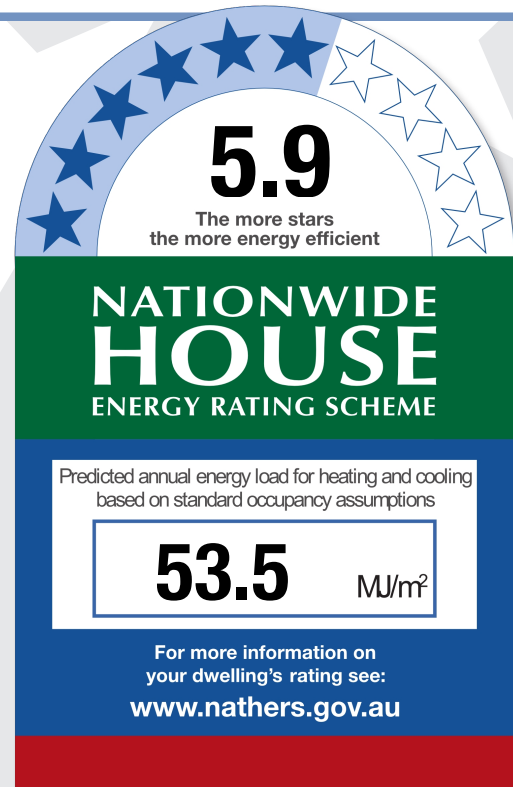 5.9
The more stars
the more energy efficient
NATIONWIDE
HOUSE
ENERGY RATING SCHEME
Predicted annual energy load for heating and cooling
based on standard occupancy assumptions
53.5 MJ/m²
For more information on
your dwelling's rating see:
www.nathers.gov.au